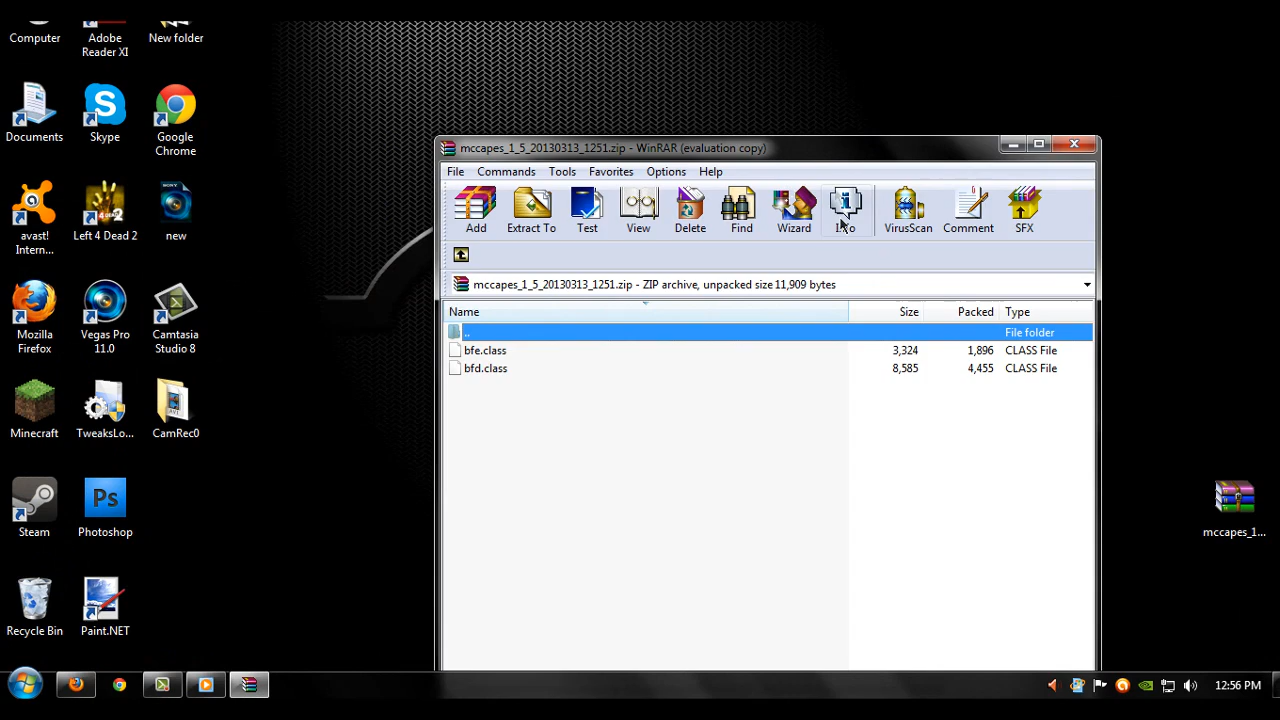 Computer
Adobe
Reader XI
New folder
Documents
Skype
Google
Chrome
avast!
Intern...
Left 4 Dead 2
SONY
new
Mozilla
Firefox
Vegas Pro
11.0
Camtasia
Studio 8
Minecraft
TweaksLo...
AVI
CamRec0
Steam
Ps
Photoshop
Recycle Bin
Paint.NET
mccapes_1_5_20130313_1251.zip - WinRAR (evaluation copy)
File Commands Tools Favorites Options Help
Add Extract To Test View Delete Find Wizard Info VirusScan Comment SFX
mccapes_1_5_20130313_1251.zip - ZIP archive, unpacked size 11,909 bytes
Name Size Packed Type
.. File folder
bfe.class 3,324 1,896 CLASS File
bfd.class 8,585 4,455 CLASS File
mccapes_1...
12:56 PM